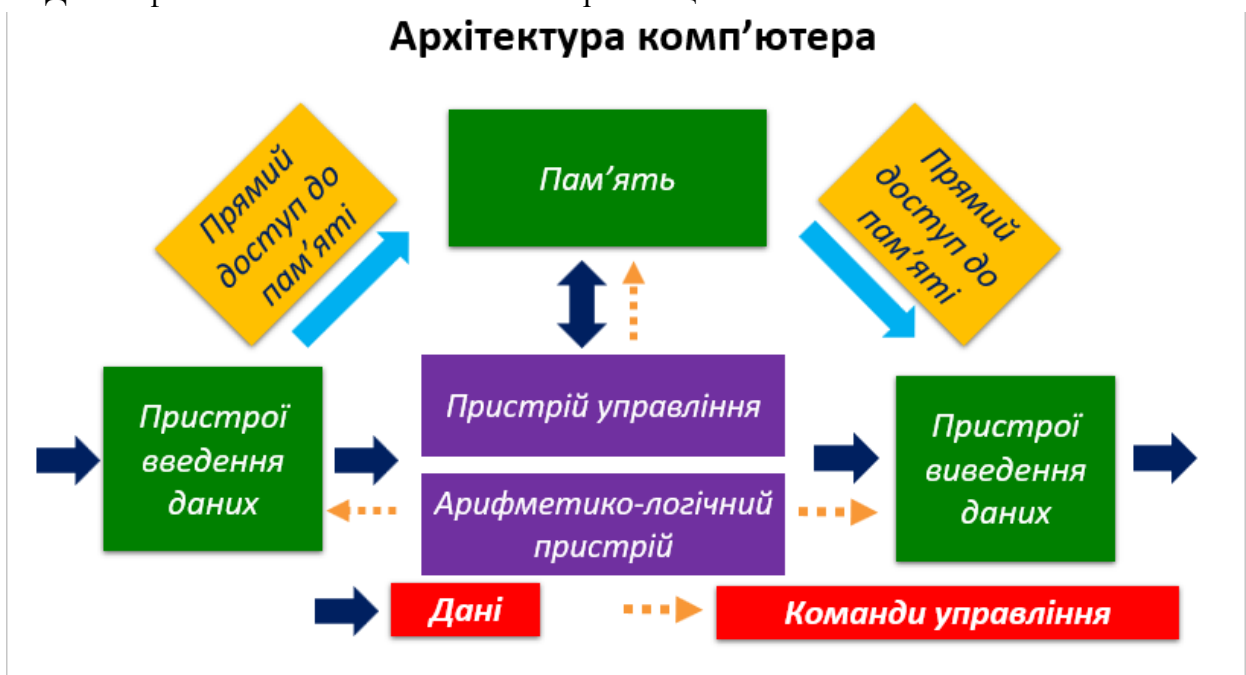 Архітектура комп’ютера
Прямий
доступ до
пам’яті
Пам’ять
Прямий
доступ до
пам’яті
Пристрої
введення
даних
Пристрій управління
Арифметико-логічний
пристрій
Пристрої
виведення
даних
Дані
Команди управління